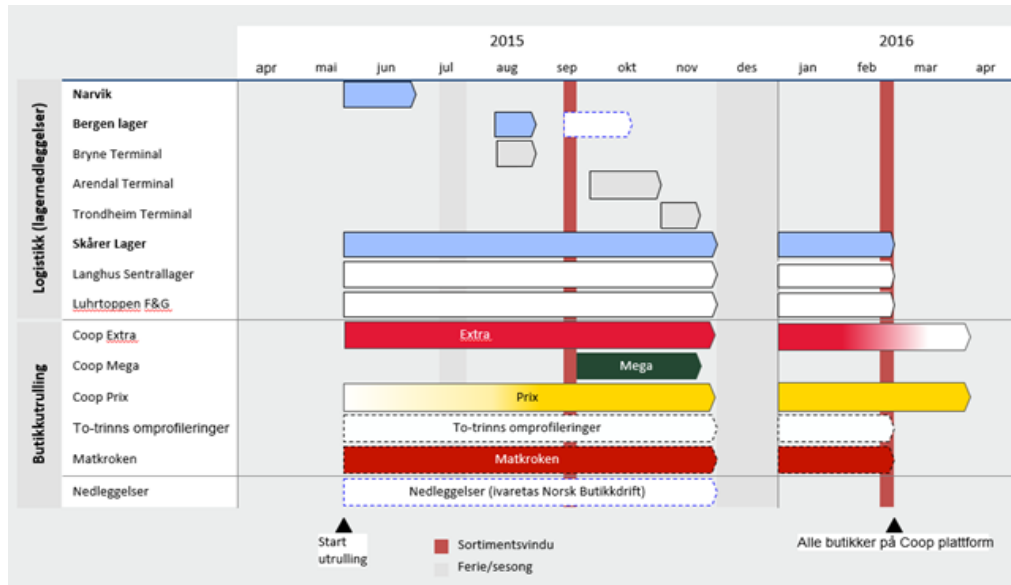 2015 2016
apr mai jun jul aug sep okt nov des jan feb mar apr
Logistikk (lagernedleggelser)
Narvik
Bergen lager
Bryne Terminal
Arendal Terminal
Trondheim Terminal
Skårer Lager
Langhus Sentrallager
Luhrtoppen F&G
Butikkutrulling
Coop Extra Extra
Coop Mega Mega
Coop Prix Prix
To-trinns omprofileringer To-trinns omprofileringer
Matkroken Matkroken
Nedleggelser Nedleggelser (ivaretas Norsk Butikkdrift)
Start
utrulling
Sortimentsvindu
Ferie/sesong
Alle butikker på Coop plattform